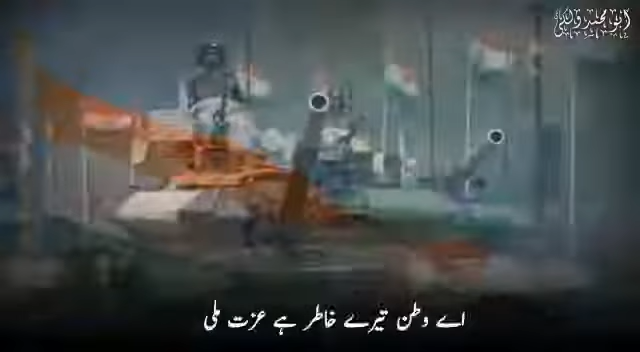 اے وطن تیرے خاطر ہے عزت ملی